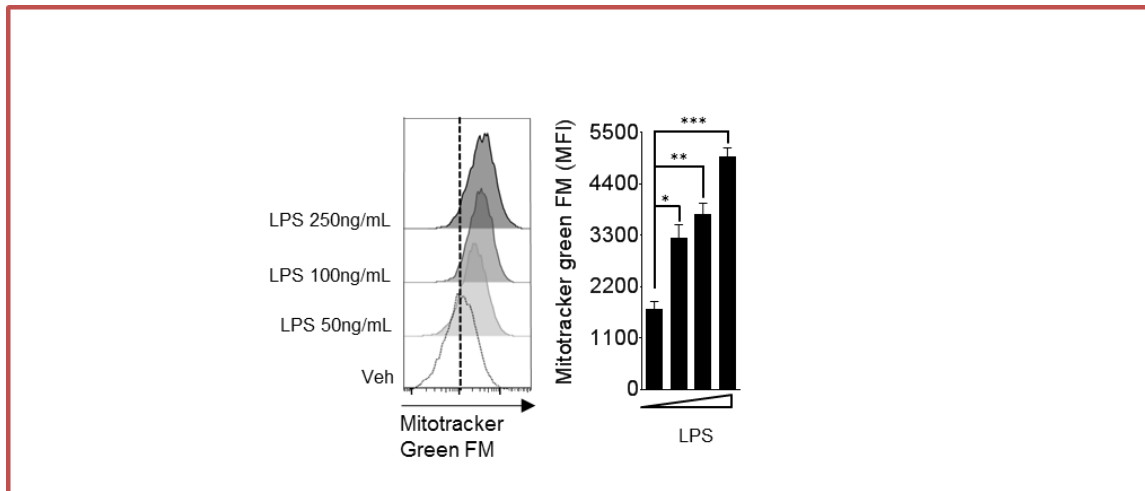 LPS 250ng/mL
LPS 100ng/mL
LPS 50ng/mL
Veh
Mitotracker
Green FM
Mitotracker green FM (MFI)
5500
4400
3300
2200
1100
0
***
**
*
LPS